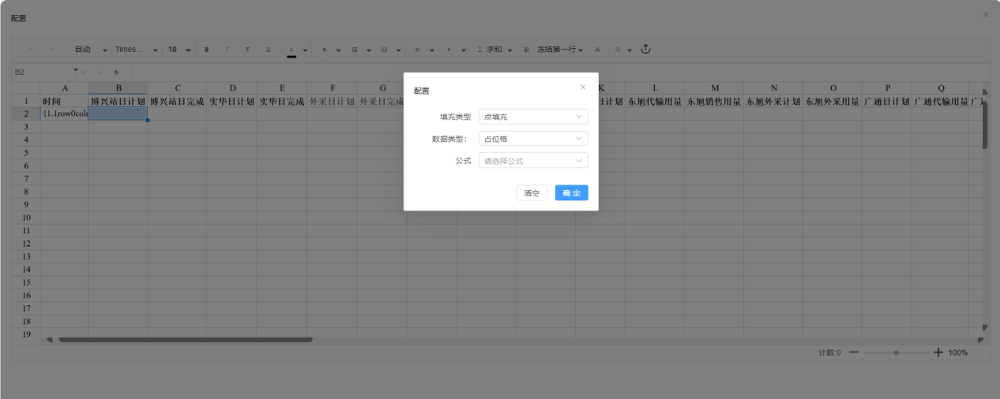 配置
自动 Times ... 10 B I T U A Σ 求和 冻结第一行
B2 fx
A B C D E F G K L M N O P Q
1 时间 博兴站日计划 博兴站日完成 实华日计划 实华日完成 外采日计划 外采日完成 日计划 东旭代输用量 东旭销售用量 东旭外采计划 东旭外采用量 广通日计划 广通代输用量
2 {1.1row0colu
3
4
5
6
7
8
9
10
11
12
13
14
15
16
17
18
19
配置
填充类型 点填充
数据类型： 占位格
公式 请选择公式
清空 确 定
计数:0 100%